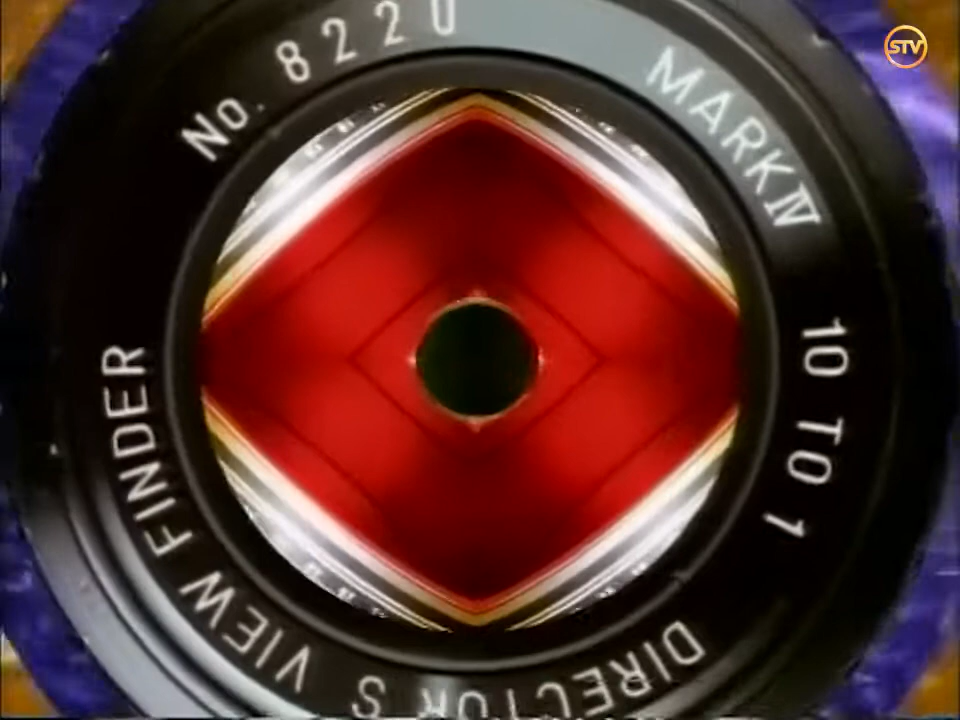 STV
No. 8220
MARK IV
10 TO 1
DIRECTOR'S VIEW FINDER